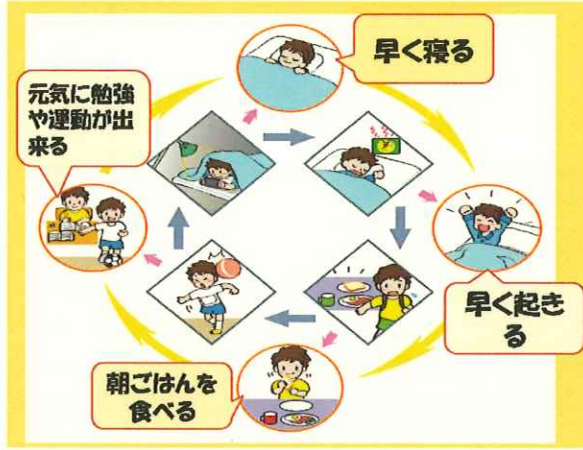 早く寝る
元気に勉強
や運動が出
来る
早く起き
る
朝ごはんを
食べる